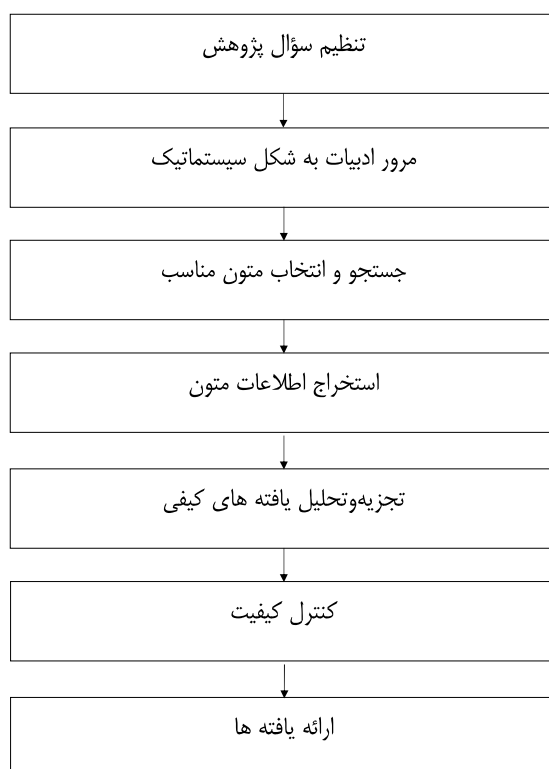 تنظیم سؤال پژوهش
مرور ادبیات به شکل سیستماتیک
جستجو و انتخاب متون مناسب
استخراج اطلاعات متون
تجزیه‌وتحلیل یافته های کیفی
کنترل کیفیت
ارائه یافته ها